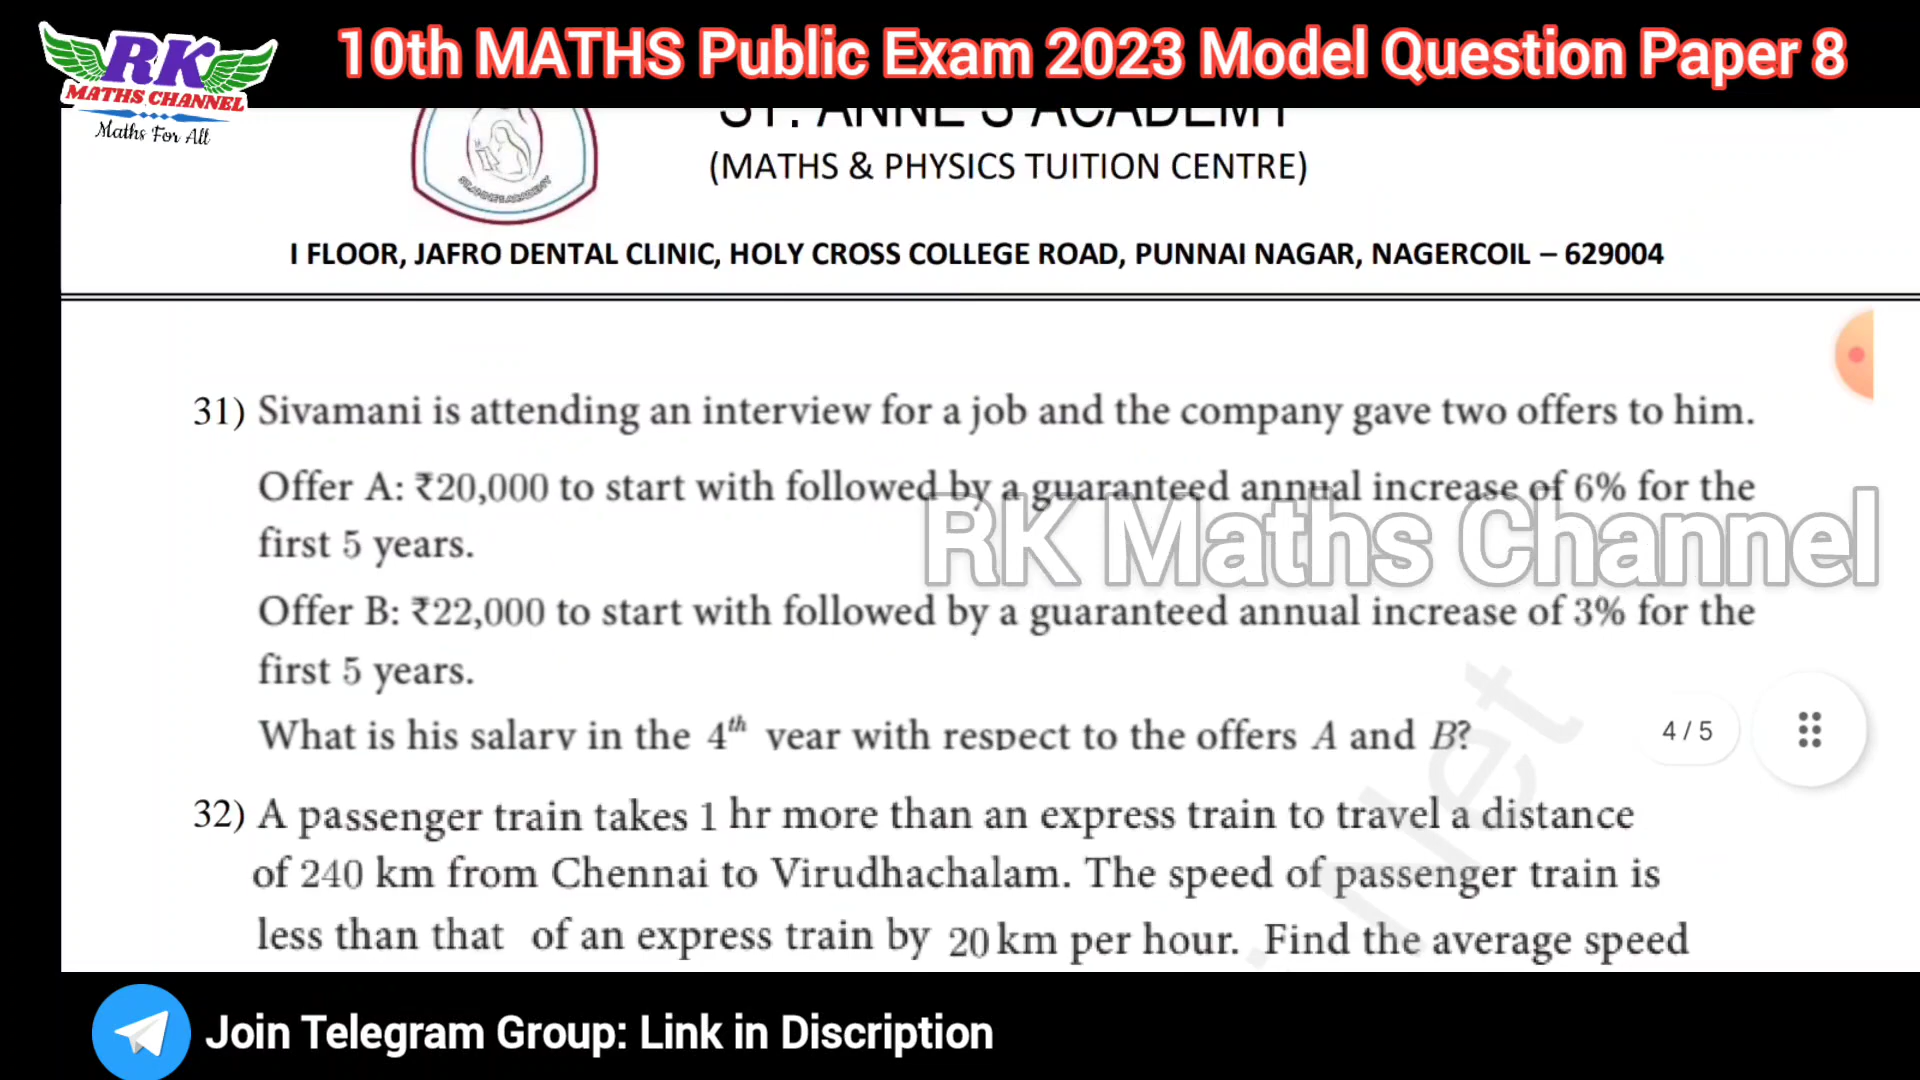 RK
MATHS CHANNEL
Maths For All
10th MATHS Public Exam 2023 Model Question Paper 8
ST. ANNE'S ACADEMY
(MATHS & PHYSICS TUITION CENTRE)
I FLOOR, JAFRO DENTAL CLINIC, HOLY CROSS COLLEGE ROAD, PUNNAI NAGAR, NAGERCOIL – 629004
31) Sivamani is attending an interview for a job and the company gave two offers to him.
Offer A: ₹20,000 to start with followed by a guaranteed annual increase of 6% for the
first 5 years.
RK Maths Channel
Offer B: ₹22,000 to start with followed by a guaranteed annual increase of 3% for the
first 5 years.
What is his salary in the 4th year with respect to the offers A and B?
4 / 5
32) A passenger train takes 1 hr more than an express train to travel a distance
of 240 km from Chennai to Virudhachalam. The speed of passenger train is
less than that of an express train by 20 km per hour. Find the average speed
Net
Join Telegram Group: Link in Discription